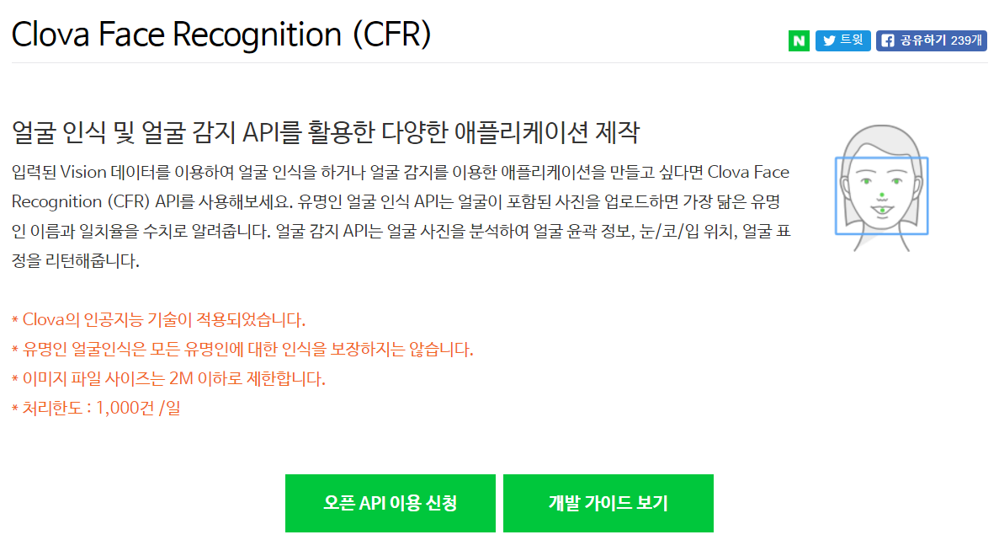 Clova Face Recognition (CFR)
N
트윗
공유하기 239개
얼굴 인식 및 얼굴 감지 API를 활용한 다양한 애플리케이션 제작
입력된 Vision 데이터를 이용하여 얼굴 인식을 하거나 얼굴 감지를 이용한 애플리케이션을 만들고 싶다면 Clova Face
Recognition (CFR) API를 사용해보세요. 유명인 얼굴 인식 API는 얼굴이 포함된 사진을 업로드하면 가장 닮은 유명
인 이름과 일치율을 수치로 알려줍니다. 얼굴 감지 API는 얼굴 사진을 분석하여 얼굴 윤곽 정보, 눈/코/입 위치, 얼굴 표
정을 리턴해줍니다.
* Clova의 인공지능 기술이 적용되었습니다.
* 유명인 얼굴인식은 모든 유명인에 대한 인식을 보장하지는 않습니다.
* 이미지 파일 사이즈는 2M 이하로 제한합니다.
* 처리한도 : 1,000건 /일
오픈 API 이용 신청
개발 가이드 보기